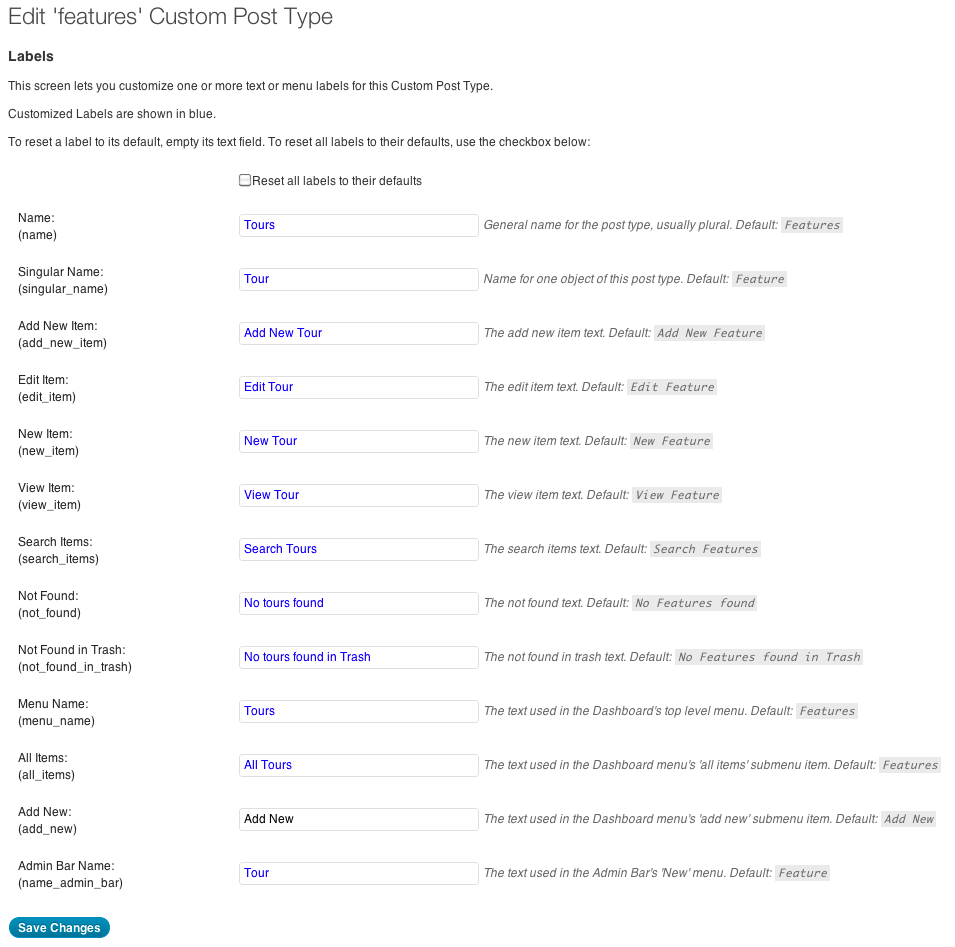 Edit 'features' Custom Post Type
Labels
This screen lets you customize one or more text or menu labels for this Custom Post Type.
Customized Labels are shown in blue.
To reset a label to its default, empty its text field. To reset all labels to their defaults, use the checkbox below:
Reset all labels to their defaults
Name:
(name)
Tours
General name for the post type, usually plural. Default: Features
Singular Name:
(singular_name)
Tour
Name for one object of this post type. Default: Feature
Add New Item:
(add_new_item)
Add New Tour
The add new item text. Default: Add New Feature
Edit Item:
(edit_item)
Edit Tour
The edit item text. Default: Edit Feature
New Item:
(new_item)
New Tour
The new item text. Default: New Feature
View Item:
(view_item)
View Tour
The view item text. Default: View Feature
Search Items:
(search_items)
Search Tours
The search items text. Default: Search Features
Not Found:
(not_found)
No tours found
The not found text. Default: No Features found
Not Found in Trash:
(not_found_in_trash)
No tours found in Trash
The not found in trash text. Default: No Features found in Trash
Menu Name:
(menu_name)
Tours
The text used in the Dashboard's top level menu. Default: Features
All Items:
(all_items)
All Tours
The text used in the Dashboard menu's 'all items' submenu item. Default: Features
Add New:
(add_new)
Add New
The text used in the Dashboard menu's 'add new' submenu item. Default: Add New
Admin Bar Name:
(name_admin_bar)
Tour
The text used in the Admin Bar's 'New' menu. Default: Feature
Save Changes